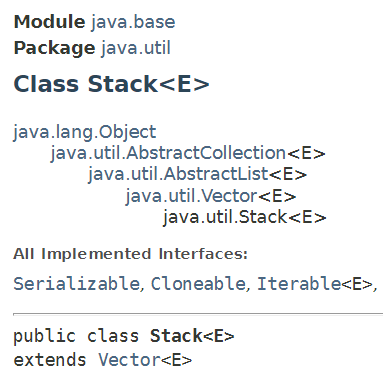 Module java.base
Package java.util
Class Stack<E>
java.lang.Object
java.util.AbstractCollection<E>
java.util.AbstractList<E>
java.util.Vector<E>
java.util.Stack<E>
All Implemented Interfaces:
Serializable, Cloneable, Iterable<E>,
public class Stack<E>
extends Vector<E>